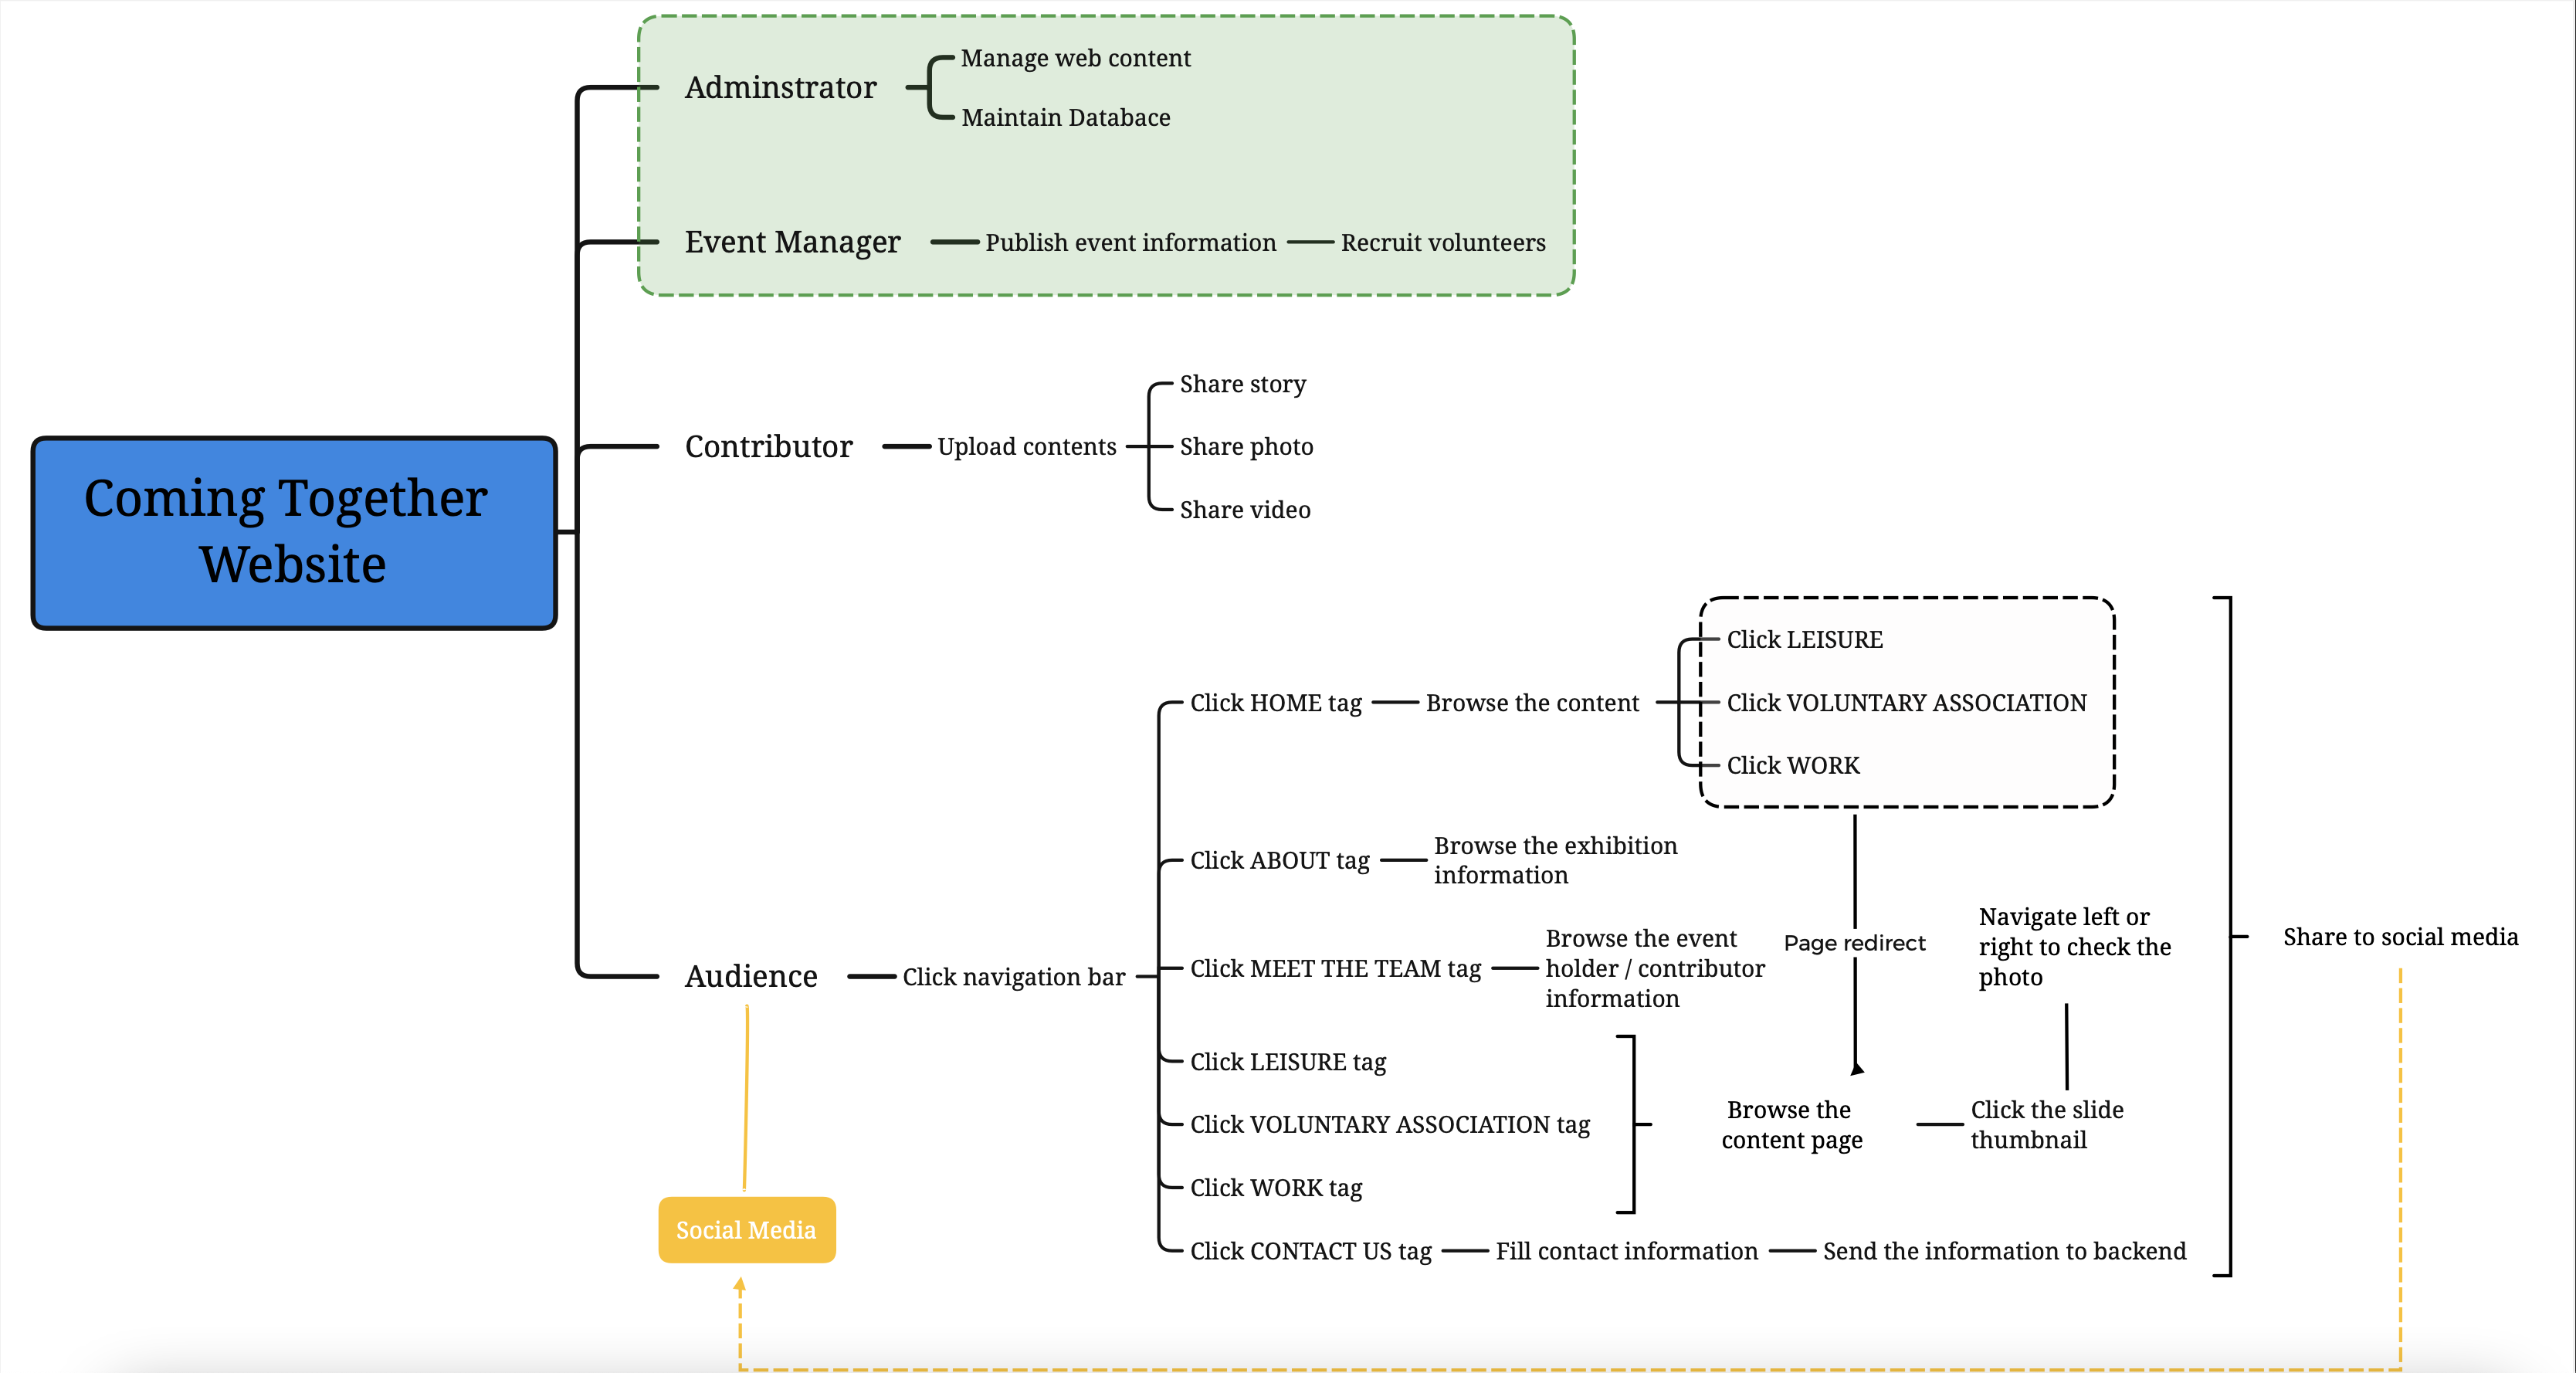 Adminstrator
Manage web content
Maintain Databace
Event Manager
Publish event information
Recruit volunteers
Contributor
Upload contents
Share story
Share photo
Share video
Coming Together
Website
Audience
Click navigation bar
Click HOME tag
Browse the content
Click LEISURE
Click VOLUNTARY ASSOCIATION
Click WORK
Click ABOUT tag
Browse the exhibition
information
Click MEET THE TEAM tag
Browse the event
holder / contributor
information
Page redirect
Click LEISURE tag
Click VOLUNTARY ASSOCIATION tag
Click WORK tag
Browse the
content page
Click the slide
thumbnail
Navigate left or
right to check the
photo
Click CONTACT US tag
Fill contact information
Send the information to backend
Share to social media
Social Media